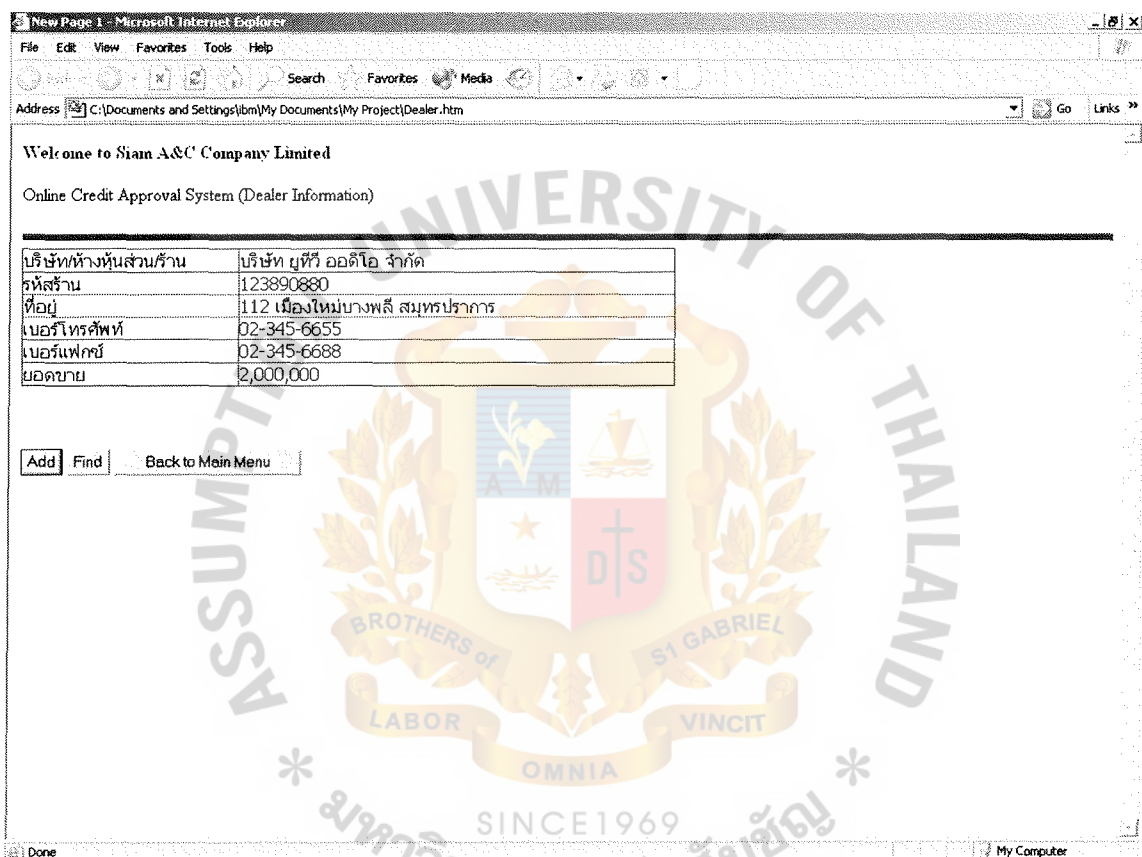 New Page 1 - Microsoft Internet Explorer
File Edit View Favorites Tools Help
Search Favorites Media
Address C:\Documents and Settings\ibm\My Documents\My Project\Dealer.htm Go Links »
Welcome to Siam A&C Company Limited
Online Credit Approval System (Dealer Information)
บริษัท/ห้างหุ้นส่วน/ร้าน บริษัท ยูทีวี ออดิโอ จำกัด
รหัสร้าน 123890880
ที่อยู่ 112 เมืองใหม่บางพลี สมุทรปราการ
เบอร์โทรศัพท์ 02-345-6655
เบอร์แฟกซ์ 02-345-6688
ยอดขาย 2,000,000
Add Find Back to Main Menu
ASSUMPTION UNIVERSITY OF THAILAND
A M
D S
BROTHERS of ST GABRIEL
LABOR VINCIT
OMNIA
* *
SINCE 1969
Done My Computer